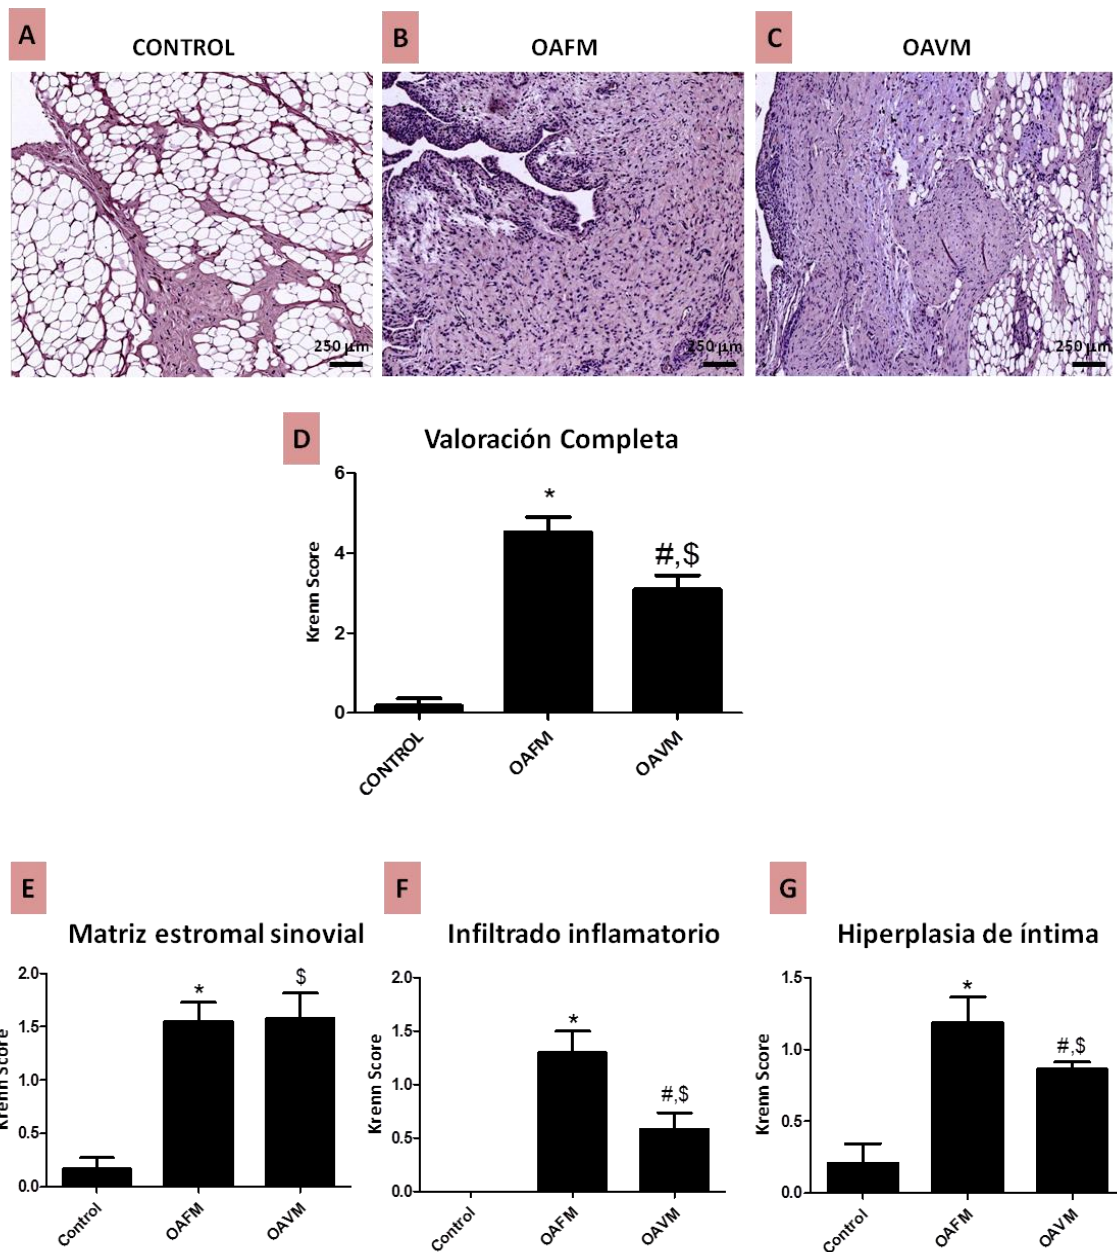 A
CONTROL
B
OAFM
C
OAVM
250 µm
250 µm
250 µm
D
Valoración Completa
Krenn Score
6
4
2
0
*
#,$
CONTROL
OAFM
OAVM
E
Matriz estromal sinovial
Krenn Score
2.0
1.5
1.0
0.5
0.0
*
$
Control
OAFM
OAVM
F
Infiltrado inflamatorio
Krenn Score
2.0
1.5
1.0
0.5
0.0
*
#,$
Control
OAFM
OAVM
G
Hiperplasia de íntima
Krenn Score
1.5
1.0
0.5
0.0
*
#,$
Control
OAFM
OAVM